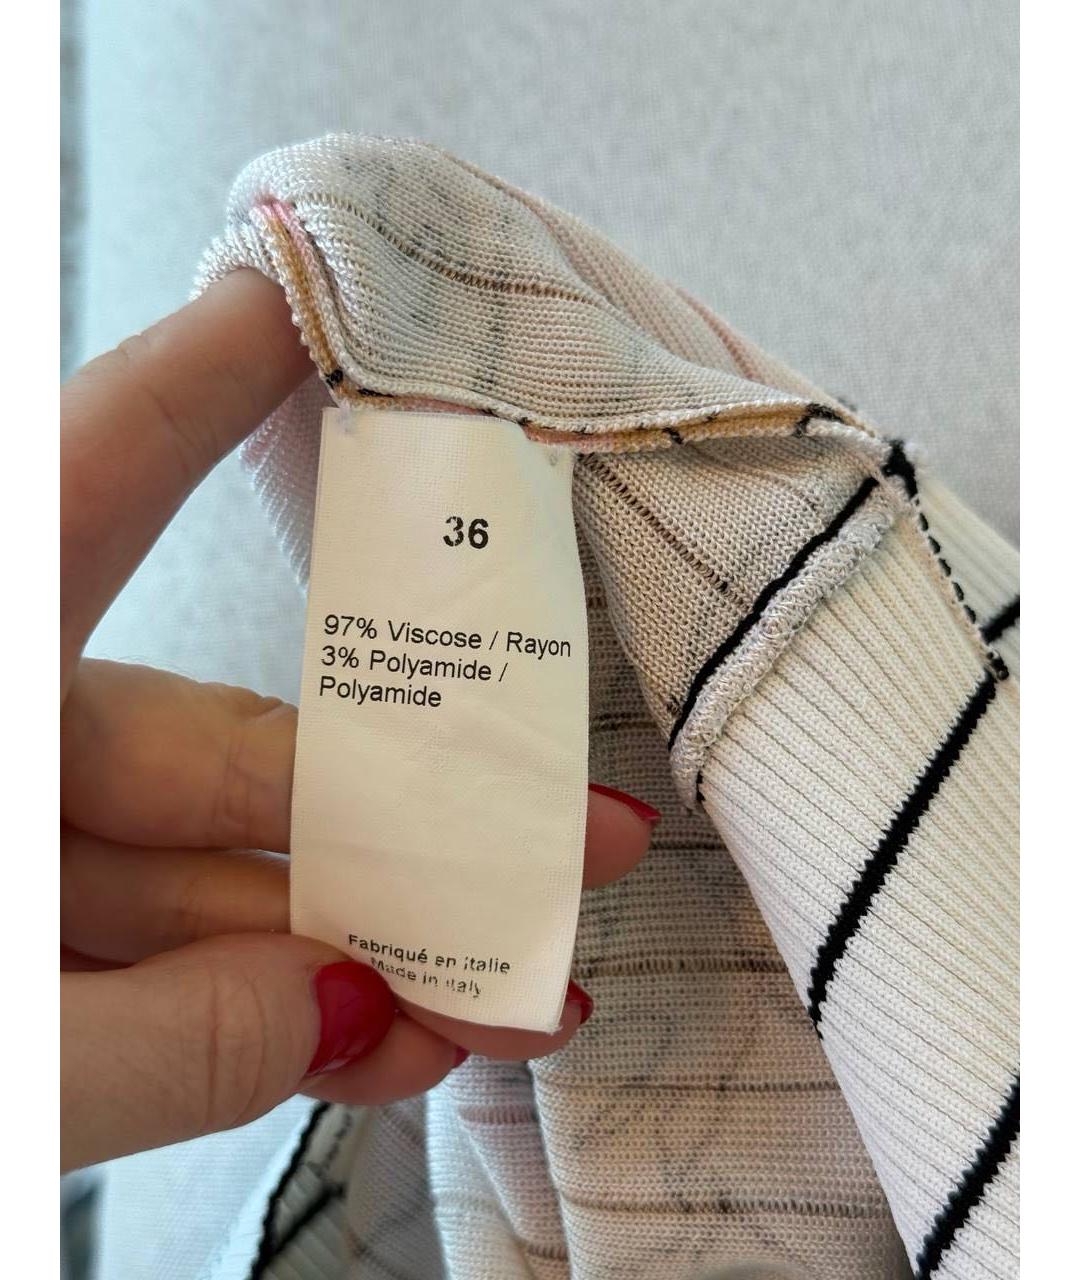 36
97% Viscose / Rayon
3% Polyamide /
Polyamide
Fabriqué en italie
Made in italy